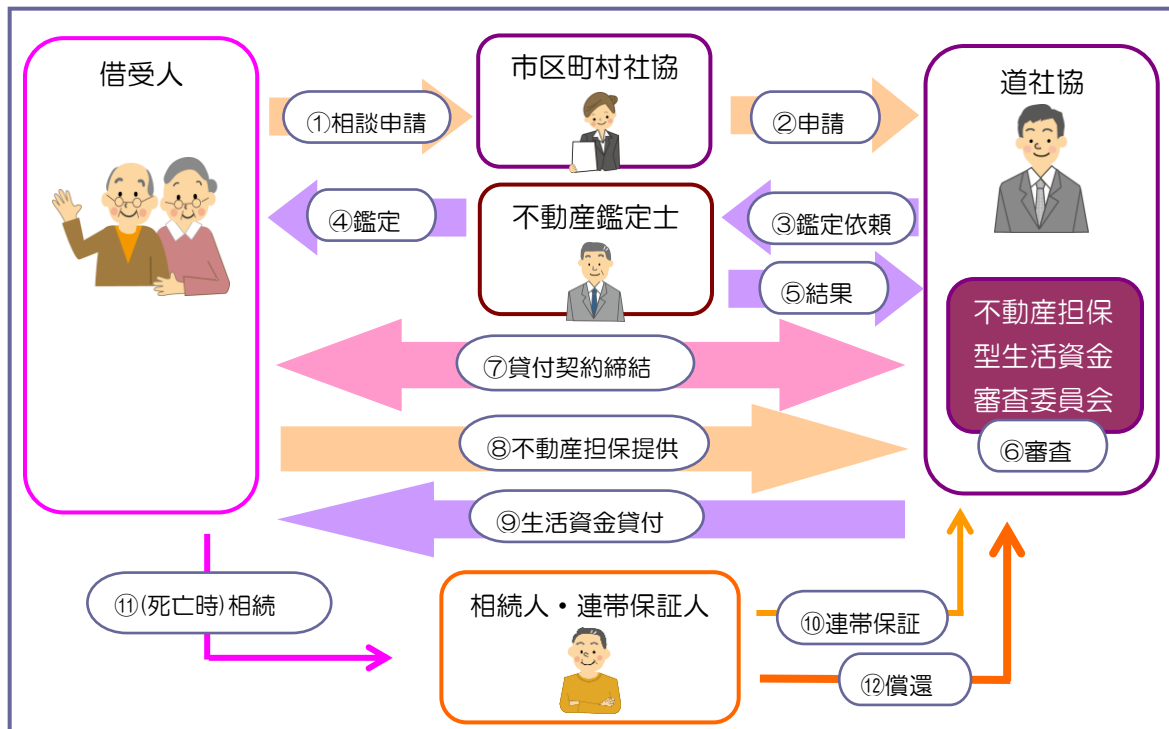 借受人
市区町村社協
道社協
①相談申請
②申請
不動産鑑定士
④鑑定
③鑑定依頼
⑤結果
不動産担保
型生活資金
審査委員会
⑥審査
⑦貸付契約締結
⑧不動産担保提供
⑨生活資金貸付
⑪(死亡時)相続
相続人・連帯保証人
⑩連帯保証
⑫償還